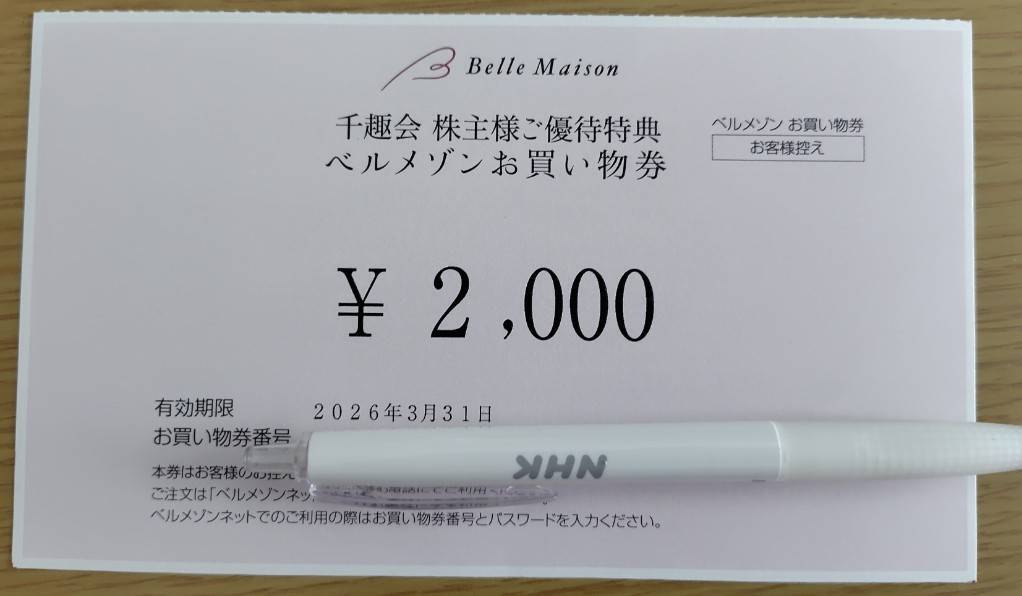 Belle Maison
千趣会 株主様ご優待特典
ベルメゾンお買い物券
ベルメゾン お買い物券
お客様控え
¥ 2,000
有効期限 2026年3月31日
お買い物券番号
NHK
本券はお客様のお控え
ご注文は「ベルメゾンネッ
ベルメゾンネットでのご利用の際はお買い物券番号とパスワードを入力ください。